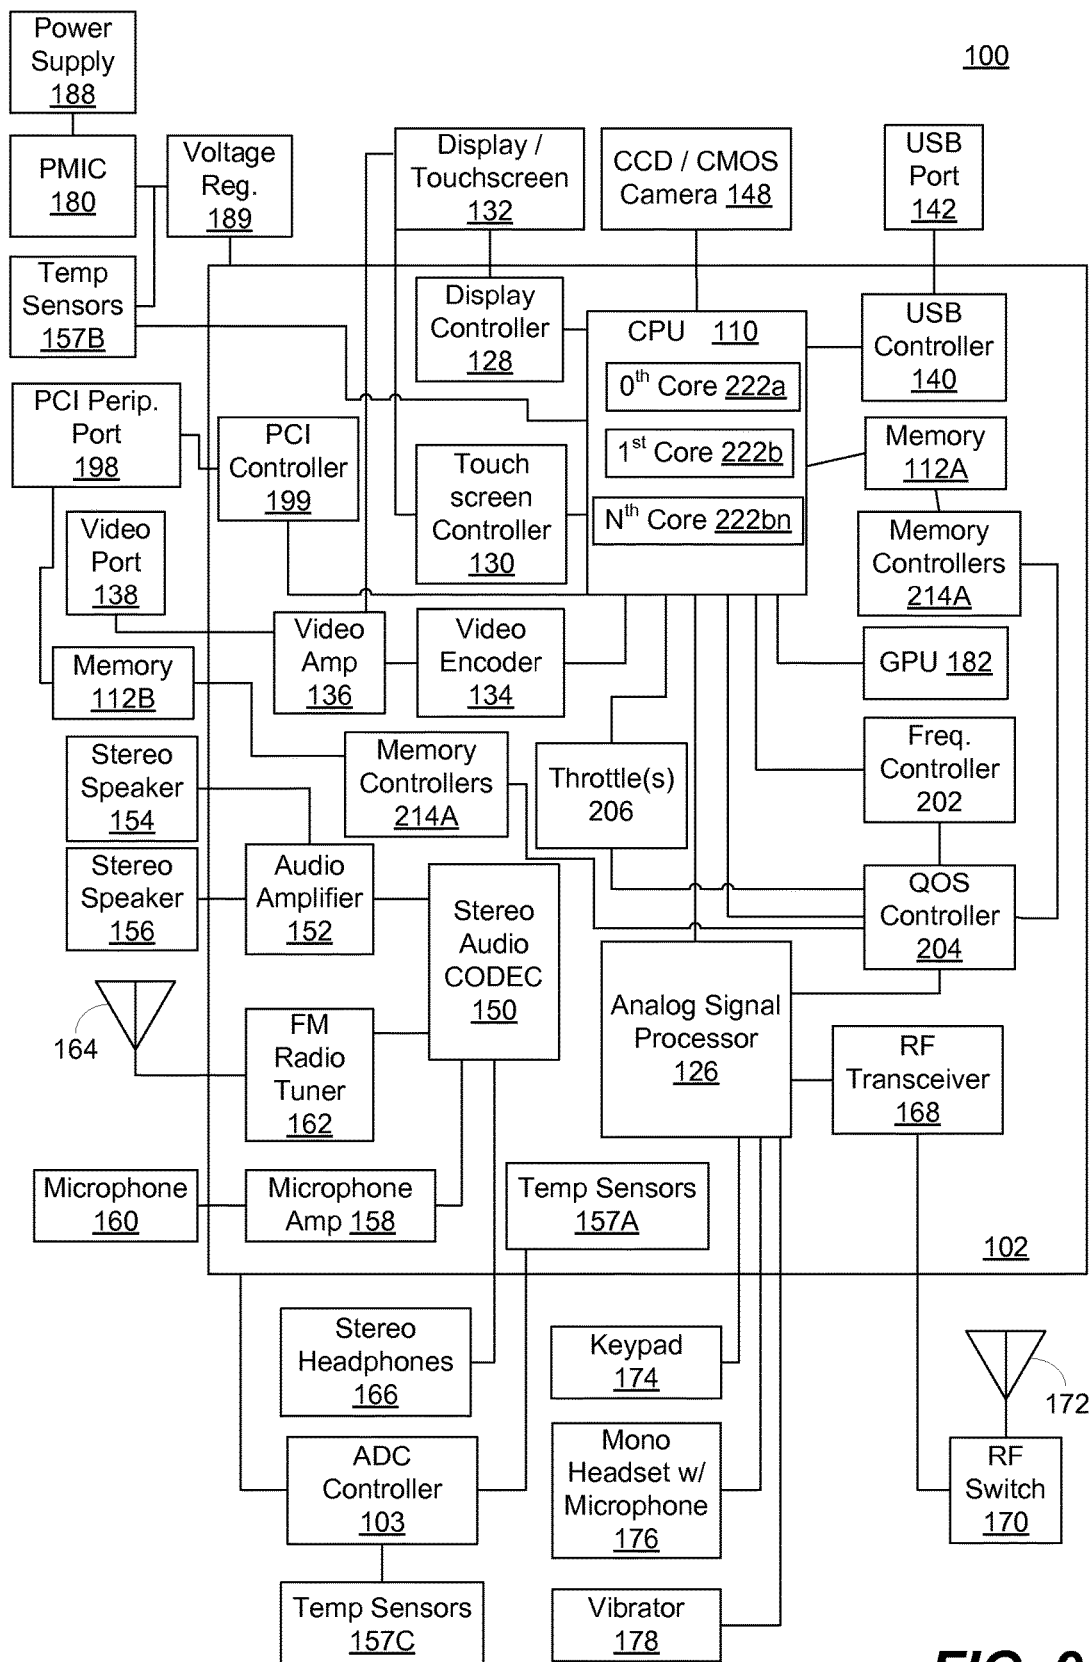 Power
Supply
188
100
PMIC
180
Voltage
Reg.
189
Display /
Touchscreen
132
CCD / CMOS
Camera 148
USB
Port
142
Temp
Sensors
157B
Display
Controller
128
CPU 110
0th Core 222a
1st Core 222b
Nth Core 222bn
USB
Controller
140
PCI Perip.
Port
198
PCI
Controller
199
Touch
screen
Controller
130
Memory
112A
Memory
Controllers
214A
Video
Port
138
Video
Amp
136
Video
Encoder
134
GPU 182
Memory
112B
Memory
Controllers
214A
Throttle(s)
206
Freq.
Controller
202
Stereo
Speaker
154
Stereo
Speaker
156
Audio
Amplifier
152
Stereo
Audio
CODEC
150
QOS
Controller
204
164
FM
Radio
Tuner
162
Analog Signal
Processor
126
RF
Transceiver
168
Microphone
160
Microphone
Amp 158
Temp Sensors
157A
102
Stereo
Headphones
166
Keypad
174
172
ADC
Controller
103
Mono
Headset w/
Microphone
176
RF
Switch
170
Temp Sensors
157C
Vibrator
178
FIG.